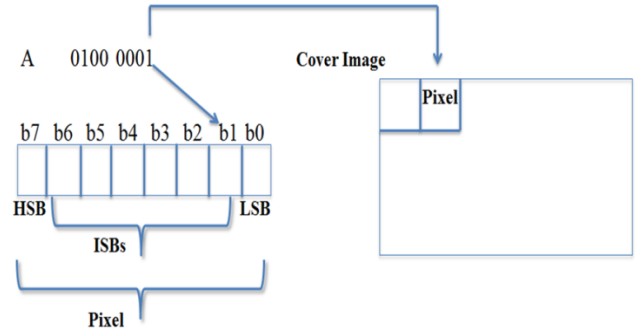 A 0100 0001
Cover Image
Pixel
b7 b6 b5 b4 b3 b2 b1 b0
HSB LSB
ISBs
Pixel